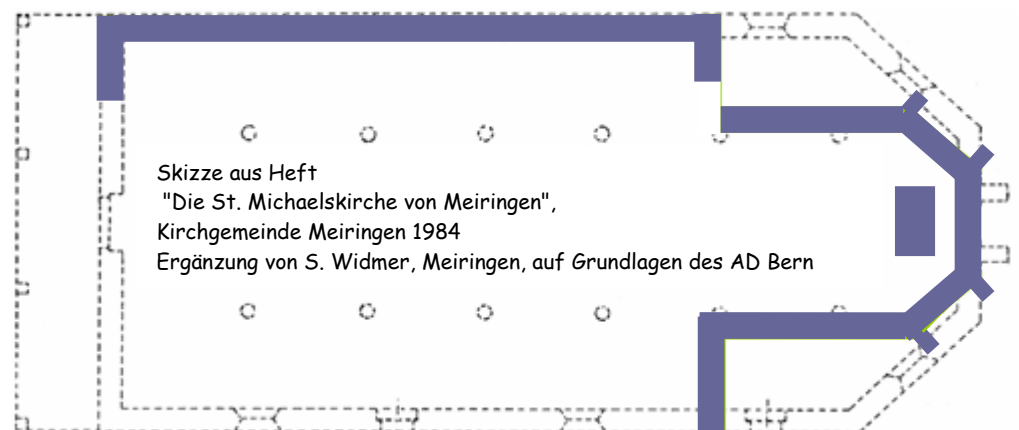 Skizze aus Heft
"Die St. Michaelskirche von Meiringen",
Kirchgemeinde Meiringen 1984
Ergänzung von S. Widmer, Meiringen, auf Grundlagen des AD Bern